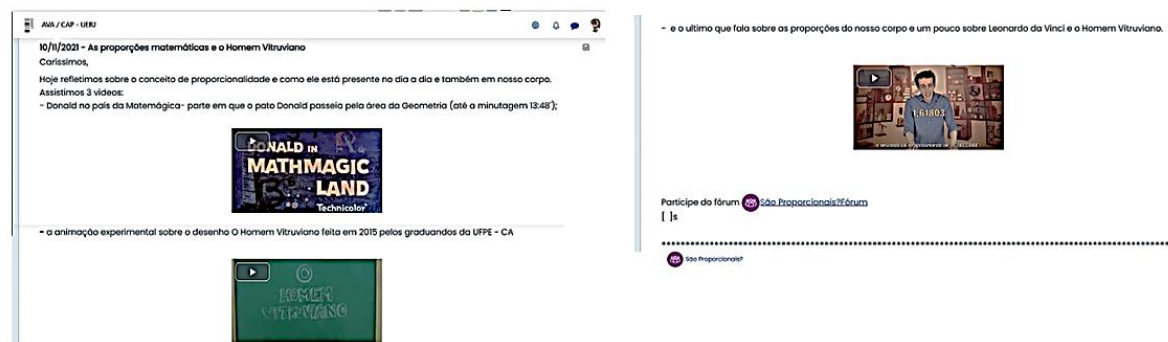 AVA / CAP - UERJ
10/11/2021 - As proporções matemáticas e o Homem Vitruviano
Caríssimos,
Hoje refletimos sobre o conceito de proporcionalidade e como ele está presente no dia a dia e também em nosso corpo.
Assistimos 3 vídeos:
- Donald no país da Matemágica- parte em que o pato Donald passeia pela área da Geometria (até a minutagem 13:48');
DONALD IN
MATHMAGIC
LAND
Technicolor
- a animação experimental sobre o desenho O Homem Vitruviano feita em 2015 pelos graduandos da UFPE - CA
O
HOMEM
VITRUVIANO
- e o ultimo que fala sobre as proporções do nosso corpo e um pouco sobre Leonardo da Vinci e o Homem Vitruviano.
1,61803
Participe do fórum São Proporcionais?Fórum
[ ]s
São Proporcionais?